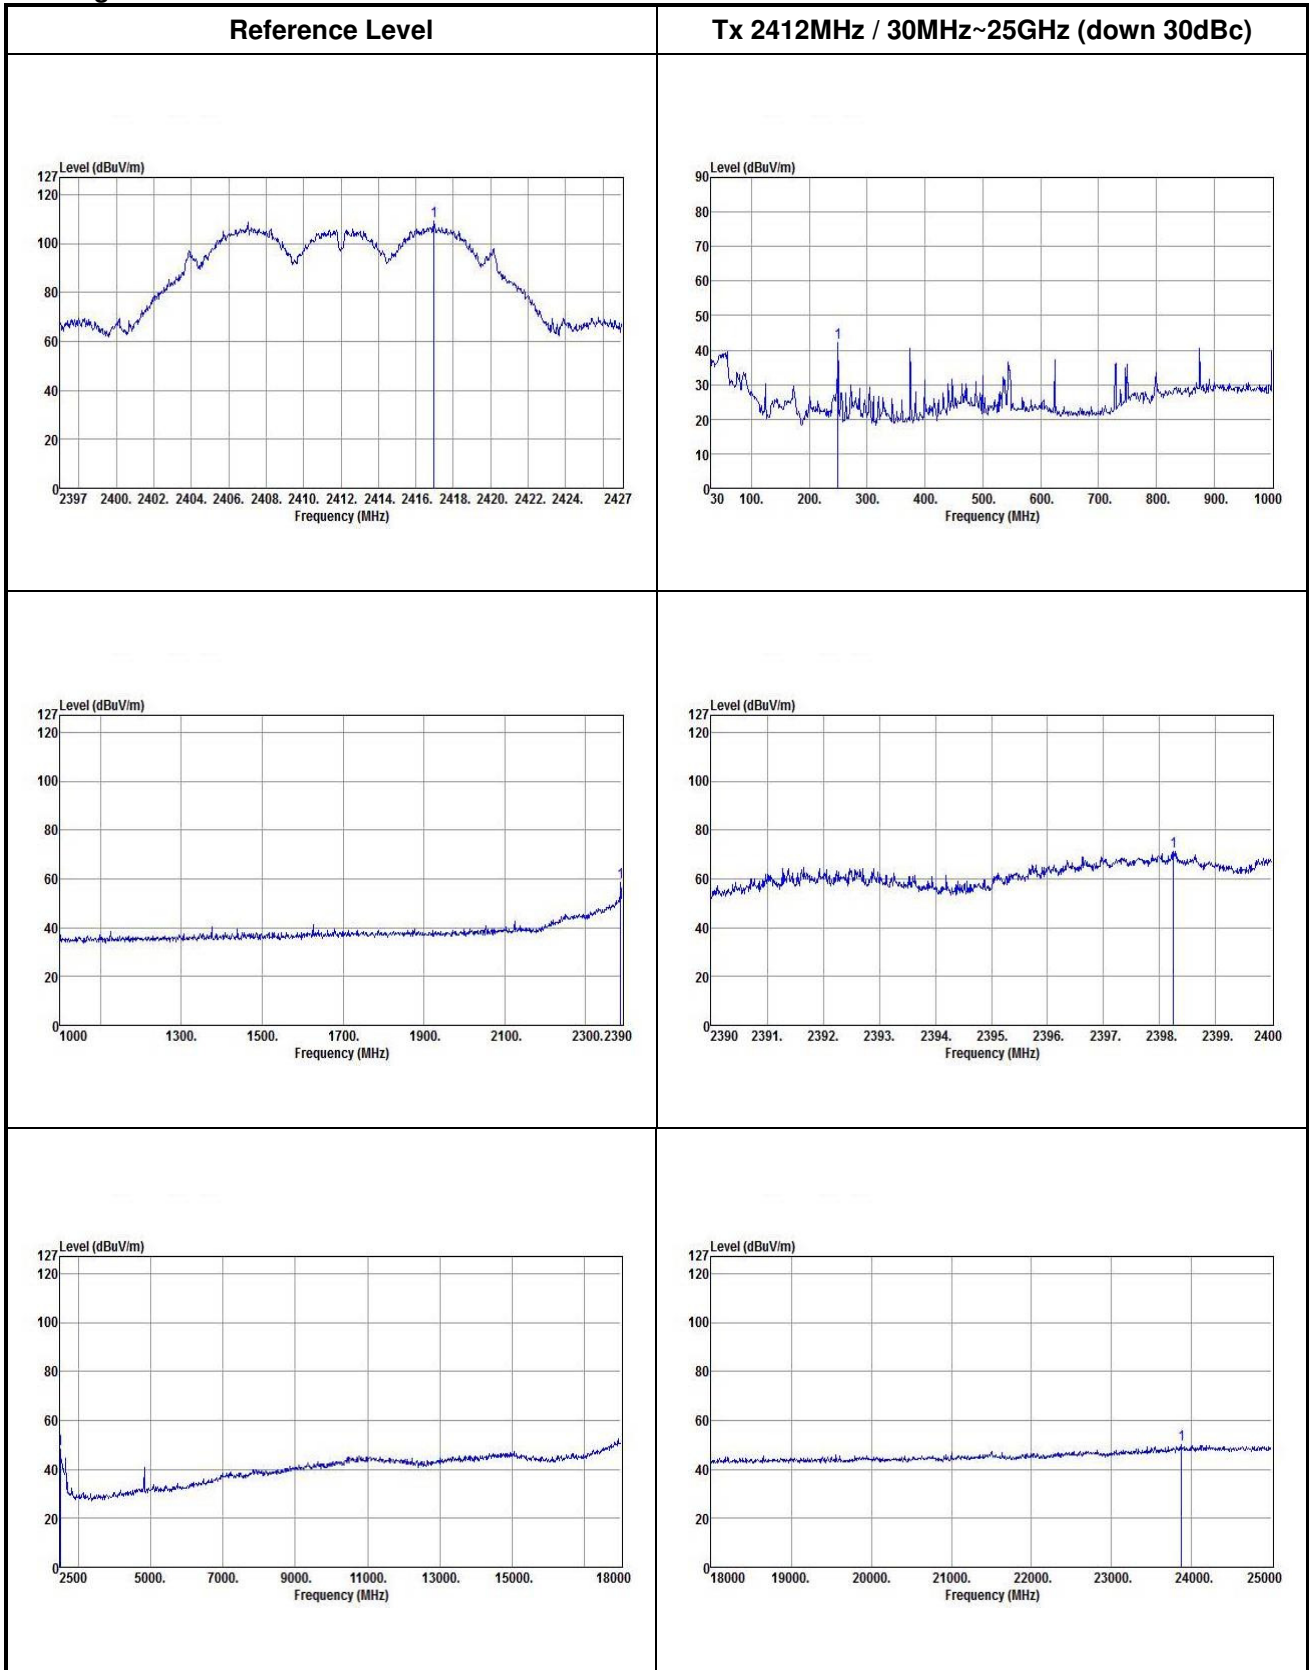 Reference Level
Tx 2412MHz / 30MHz~25GHz (down 30dBc)
Level (dBuV/m)
127
120
100
80
60
40
20
0
1
2397 2400. 2402. 2404. 2406. 2408. 2410. 2412. 2414. 2416. 2418. 2420. 2422. 2424. 2427
Frequency (MHz)
Level (dBuV/m)
90
80
70
60
50
40
30
20
10
0
1
30 100. 200. 300. 400. 500. 600. 700. 800. 900. 1000
Frequency (MHz)
Level (dBuV/m)
127
120
100
80
60
40
20
0
1
1000 1300. 1500. 1700. 1900. 2100. 2300. 2390
Frequency (MHz)
Level (dBuV/m)
127
120
100
80
60
40
20
0
1
2390 2391. 2392. 2393. 2394. 2395. 2396. 2397. 2398. 2399. 2400
Frequency (MHz)
Level (dBuV/m)
127
120
100
80
60
40
20
0
2500 5000. 7000. 9000. 11000. 13000. 15000. 18000
Frequency (MHz)
Level (dBuV/m)
127
120
100
80
60
40
20
0
1
18000 19000. 20000. 21000. 22000. 23000. 24000. 25000
Frequency (MHz)